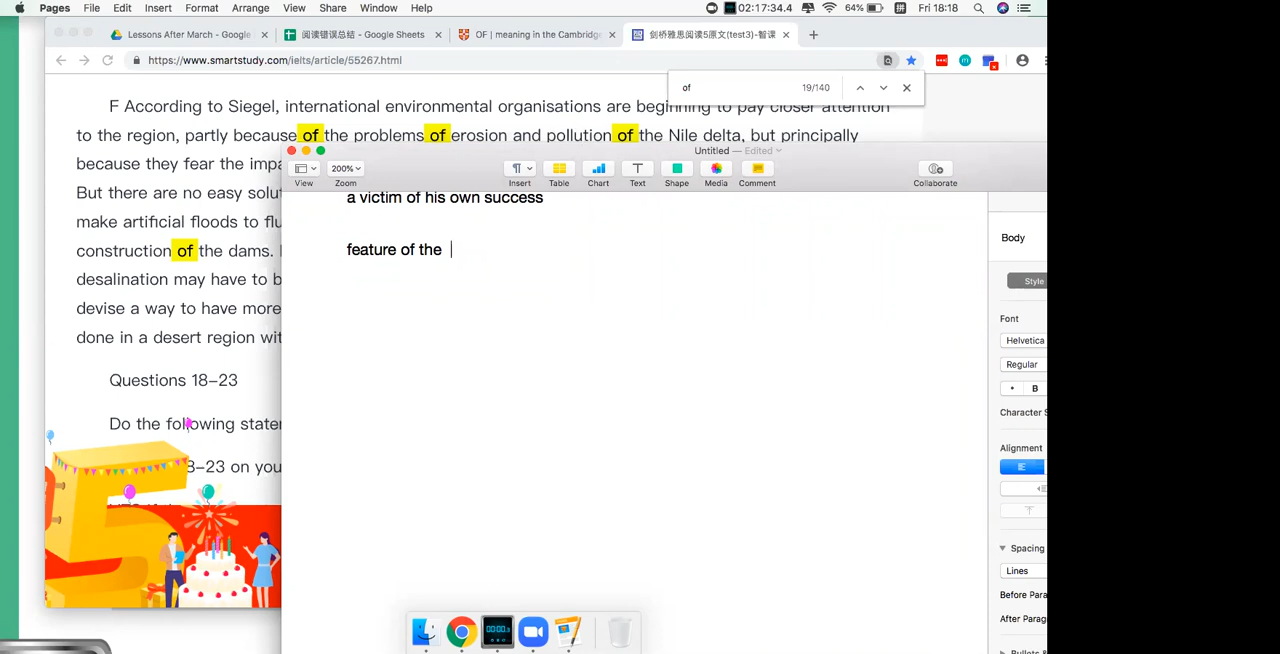 Pages File Edit Insert Format Arrange View Share Window Help 02:17:34.4 64% Fri 18:18
Lessons After March - Google 阅读错误总结 - Google Sheets OF | meaning in the Cambridge 剑桥雅思阅读5原文(test3)-智课
https://www.smartstudy.com/ielts/article/55267.html
of 19/140
F According to Siegel, international environmental organisations are beginning to pay closer attention
to the region, partly because of the problems of erosion and pollution of the Nile delta, but principally
because they fear the impa
But there are no easy solut
make artificial floods to flu
construction of the dams.
desalination may have to b
devise a way to have more
done in a desert region wit
Questions 18–23
Do the following stater
8–23 on you
Untitled — Edited
200%
View Zoom Insert Table Chart Text Shape Media Comment Collaborate
a victim of his own success
feature of the
Body
Style
Font
Helvetica
Regular
B
Character S
Alignment
Spacing
Lines
Before Para
After Parag
Bullets &